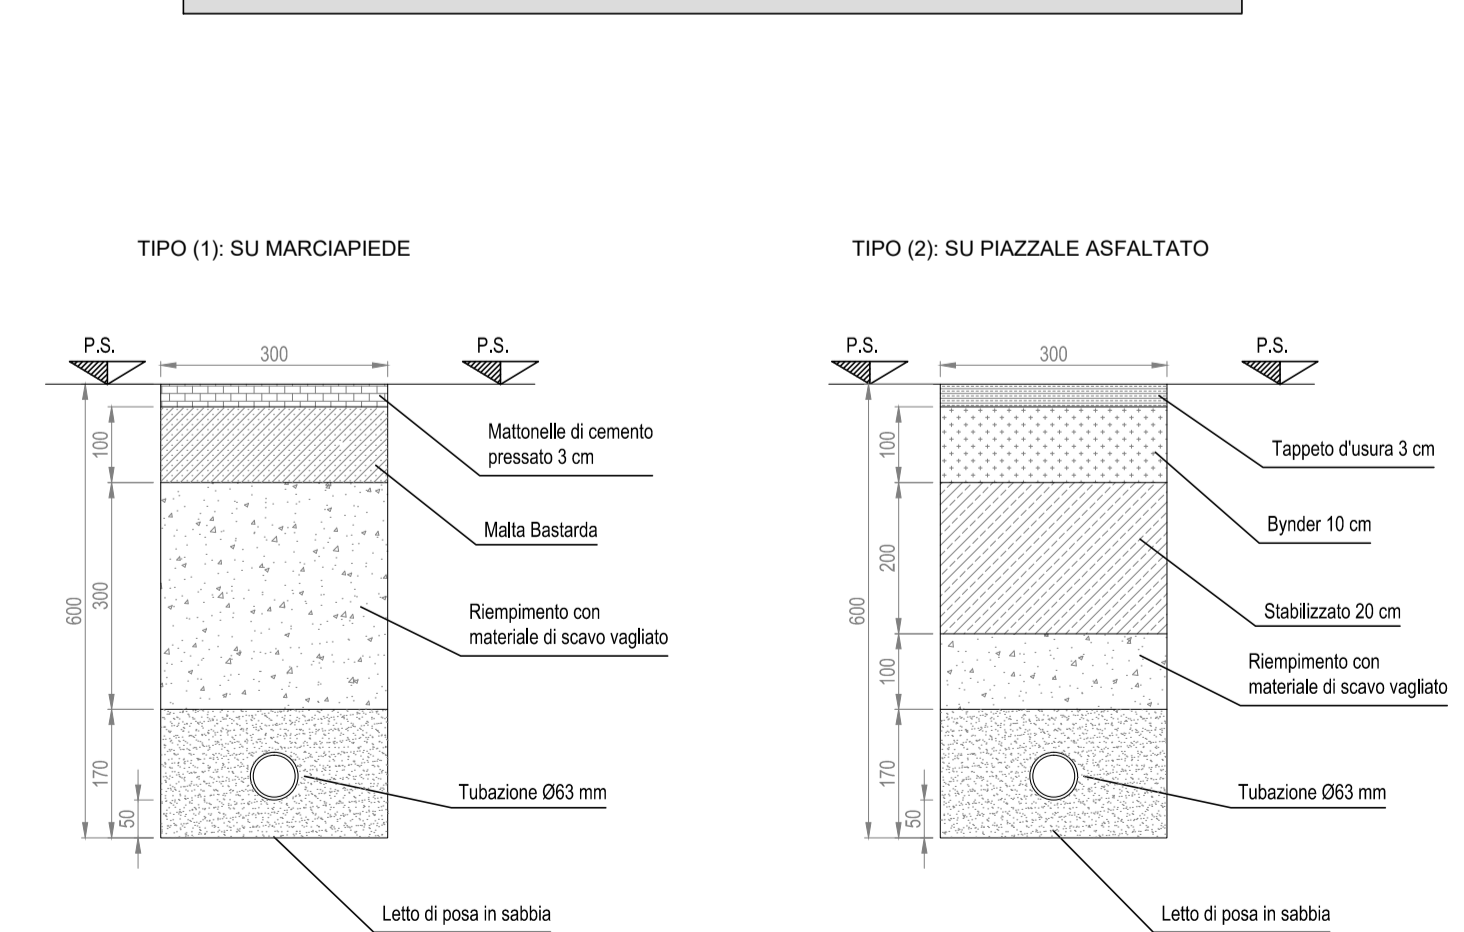 TIPO (1): SU MARCIAPIEDE
P.S.
300
P.S.
Mattonelle di cemento
pressato 3 cm
Malta Bastarda
Riempimento con
materiale di scavo vagliato
Tubazione Ø63 mm
Letto di posa in sabbia
600
100
300
170
50
TIPO (2): SU PIAZZALE ASFALTATO
P.S.
300
P.S.
Tappeto d'usura 3 cm
Bynder 10 cm
Stabilizzato 20 cm
Riempimento con
materiale di scavo vagliato
Tubazione Ø63 mm
Letto di posa in sabbia
600
100
200
100
170
50